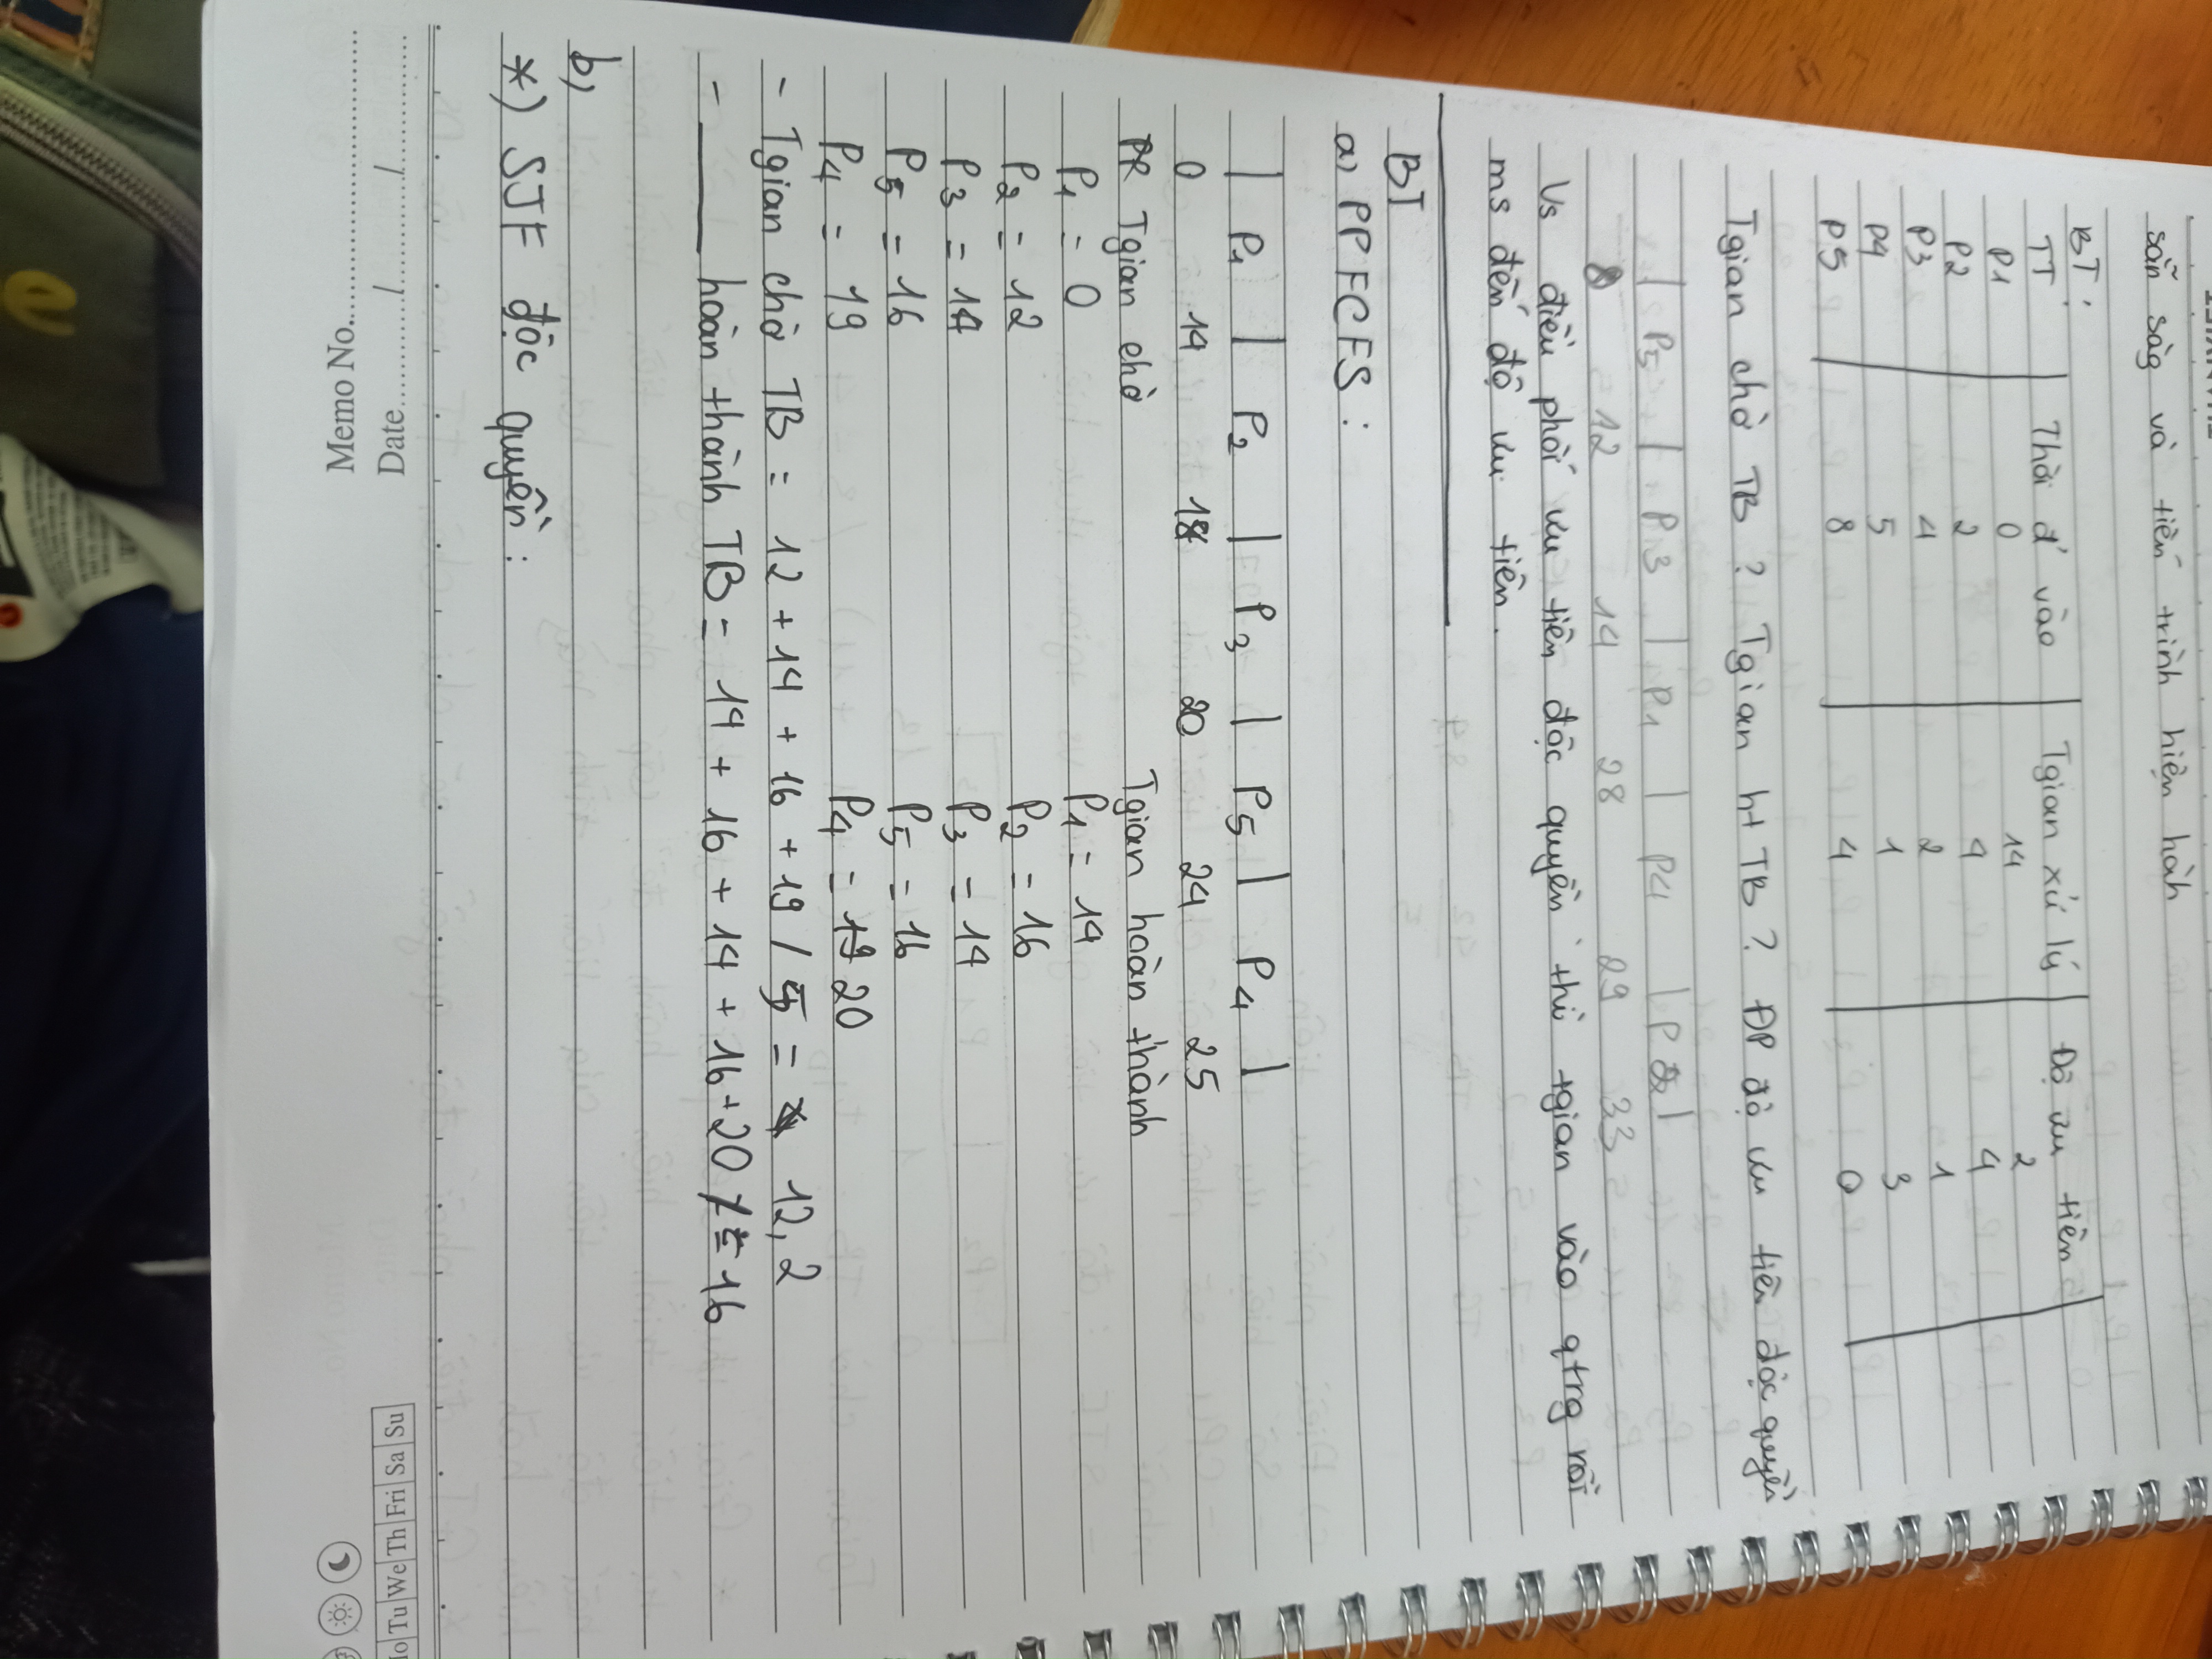 sẵn sàg và tiến trình hiện hàh
BT:
TT | Thời đ' vào | Tgian xử lý | Độ ưu tiên
P1 0 14 2
P2 2 4 4
P3 4 2 1
P4 5 1 3
P5 8 4 0
Tgian chờ TB ? Tgian ht TB ? ĐP độ ưu tiên độc quyền
| P5 | P3 | P1 | P4 | P2 |
8 12 14 28 29 33
Vs điều phối ưu tiên độc quyền thì tgian vào qtrg rồi
ms đến độ ưu tiên.
BT
a) PP FCFS :
| P1 | P2 | P3 | P5 | P4 |
0 14 18 20 24 25
Tgian chờ Tgian hoàn thành
P1 = 0 P1 = 14
P2 = 12 P2 = 16
P3 = 14 P3 = 14
P5 = 16 P5 = 16
P4 = 19 P4 = 19 20
- Tgian chờ TB = 12 + 14 + 16 + 19 / 5 = 12,2
- hoàn thành TB = 14 + 16 + 14 + 16 + 20 / = 16
b)
*) SJF độc quyền :
Memo No.
Date / /
Mo Tu We Th Fri Sa Su